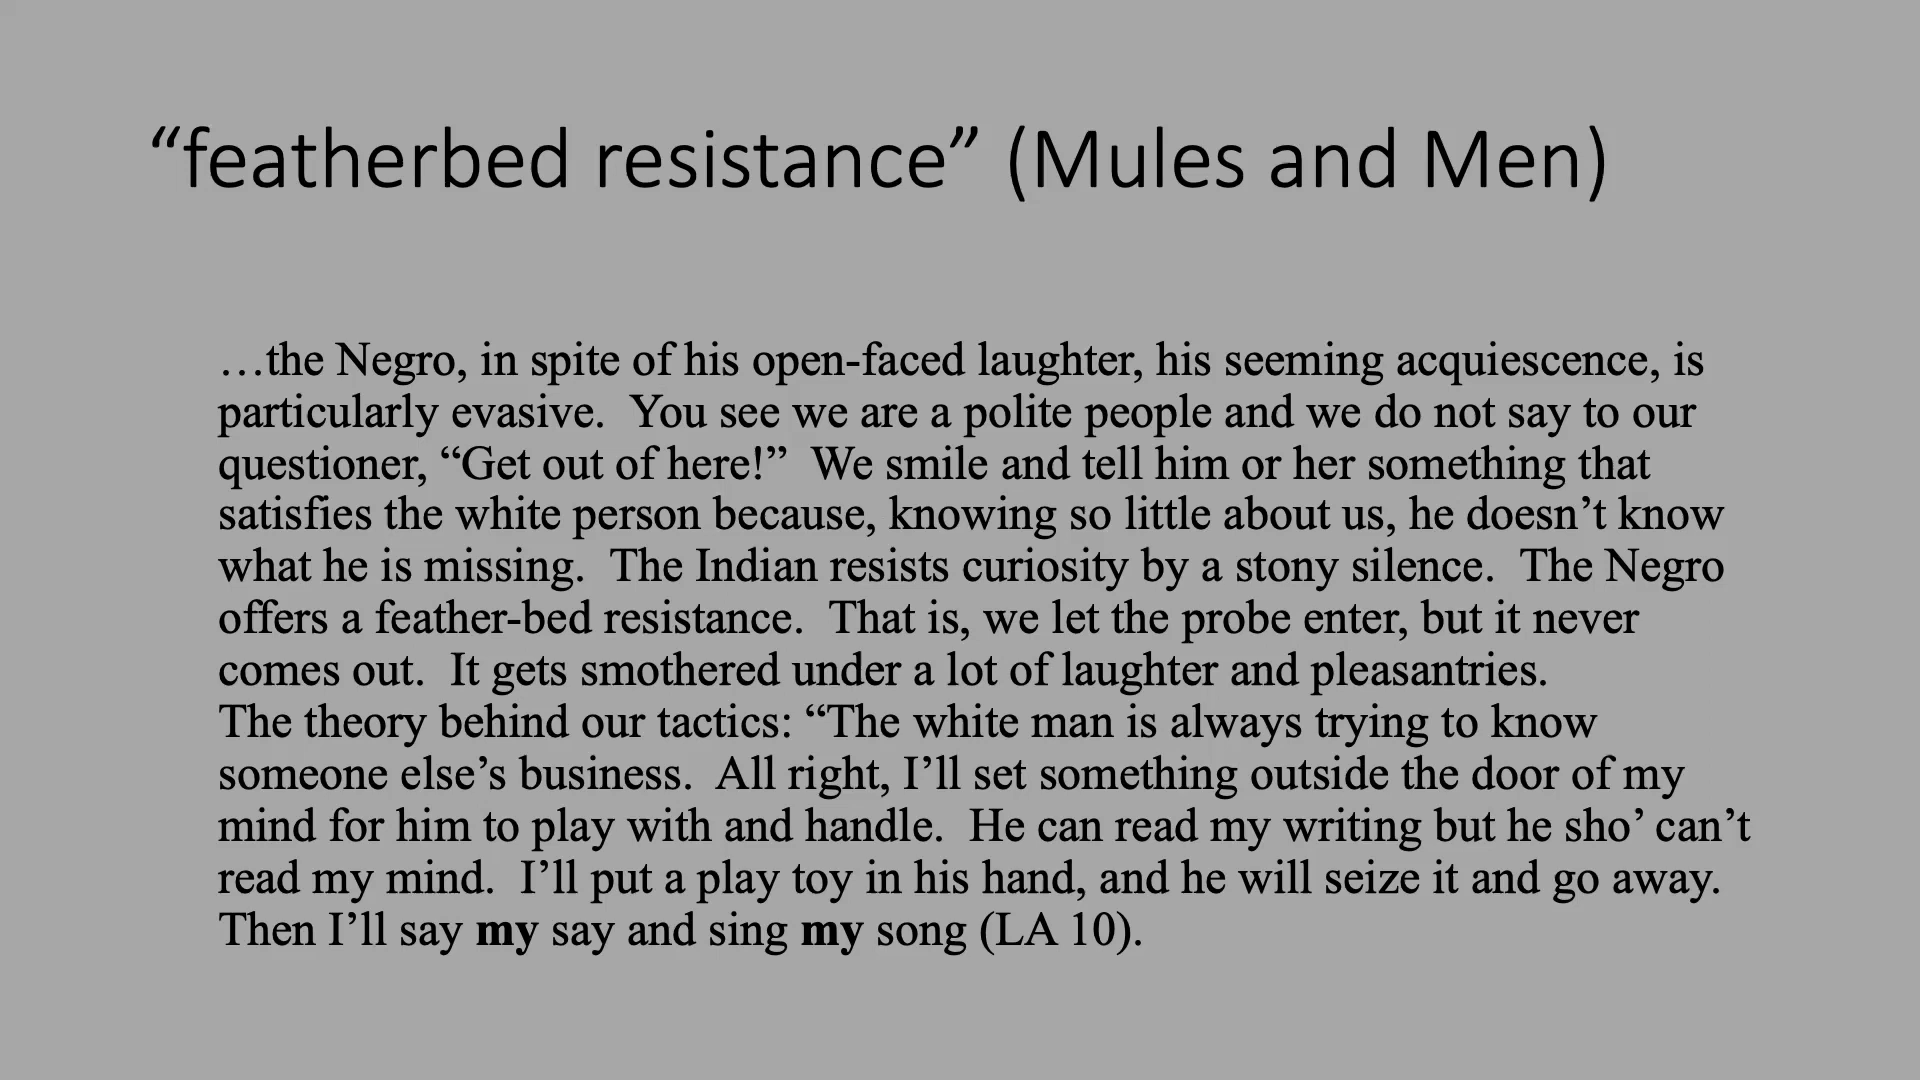 “featherbed resistance” (Mules and Men)
…the Negro, in spite of his open-faced laughter, his seeming acquiescence, is
particularly evasive.  You see we are a polite people and we do not say to our
questioner, “Get out of here!”  We smile and tell him or her something that
satisfies the white person because, knowing so little about us, he doesn’t know
what he is missing.  The Indian resists curiosity by a stony silence.  The Negro
offers a feather-bed resistance.  That is, we let the probe enter, but it never
comes out.  It gets smothered under a lot of laughter and pleasantries.
The theory behind our tactics: “The white man is always trying to know
someone else’s business.  All right, I’ll set something outside the door of my
mind for him to play with and handle.  He can read my writing but he sho’ can’t
read my mind.  I’ll put a play toy in his hand, and he will seize it and go away.
Then I’ll say my say and sing my song (LA 10).